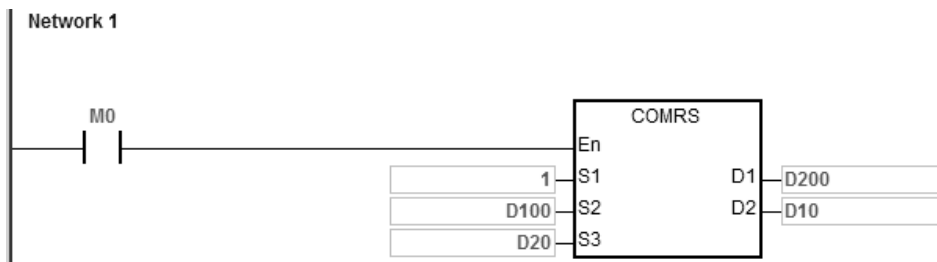 Network 1
M0
COMRS
En
1 S1 D1 D200
D100 S2 D2 D10
D20 S3